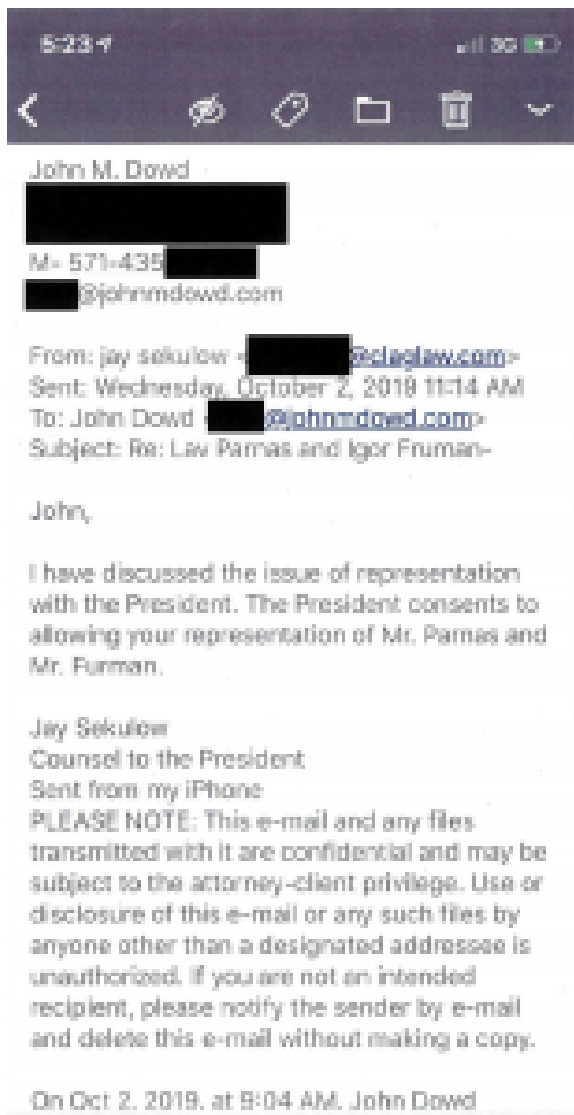 5:23
3G
John M. Dowd
M- 571-435
@johnmdowd.com
From: jay sekulow < @claglaw.com>
Sent: Wednesday, October 2, 2019 11:14 AM
To: John Dowd < @johnmdowd.com>
Subject: Re: Lav Parnas and Igor Fruman-
John,
I have discussed the issue of representation
with the President. The President consents to
allowing your representation of Mr. Parnas and
Mr. Furman.
Jay Sekulow
Counsel to the President
Sent from my iPhone
PLEASE NOTE: This e-mail and any files
transmitted with it are confidential and may be
subject to the attorney-client privilege. Use or
disclosure of this e-mail or any such files by
anyone other than a designated addressee is
unauthorized. If you are not an intended
recipient, please notify the sender by e-mail
and delete this e-mail without making a copy.
On Oct 2, 2019, at 9:04 AM, John Dowd